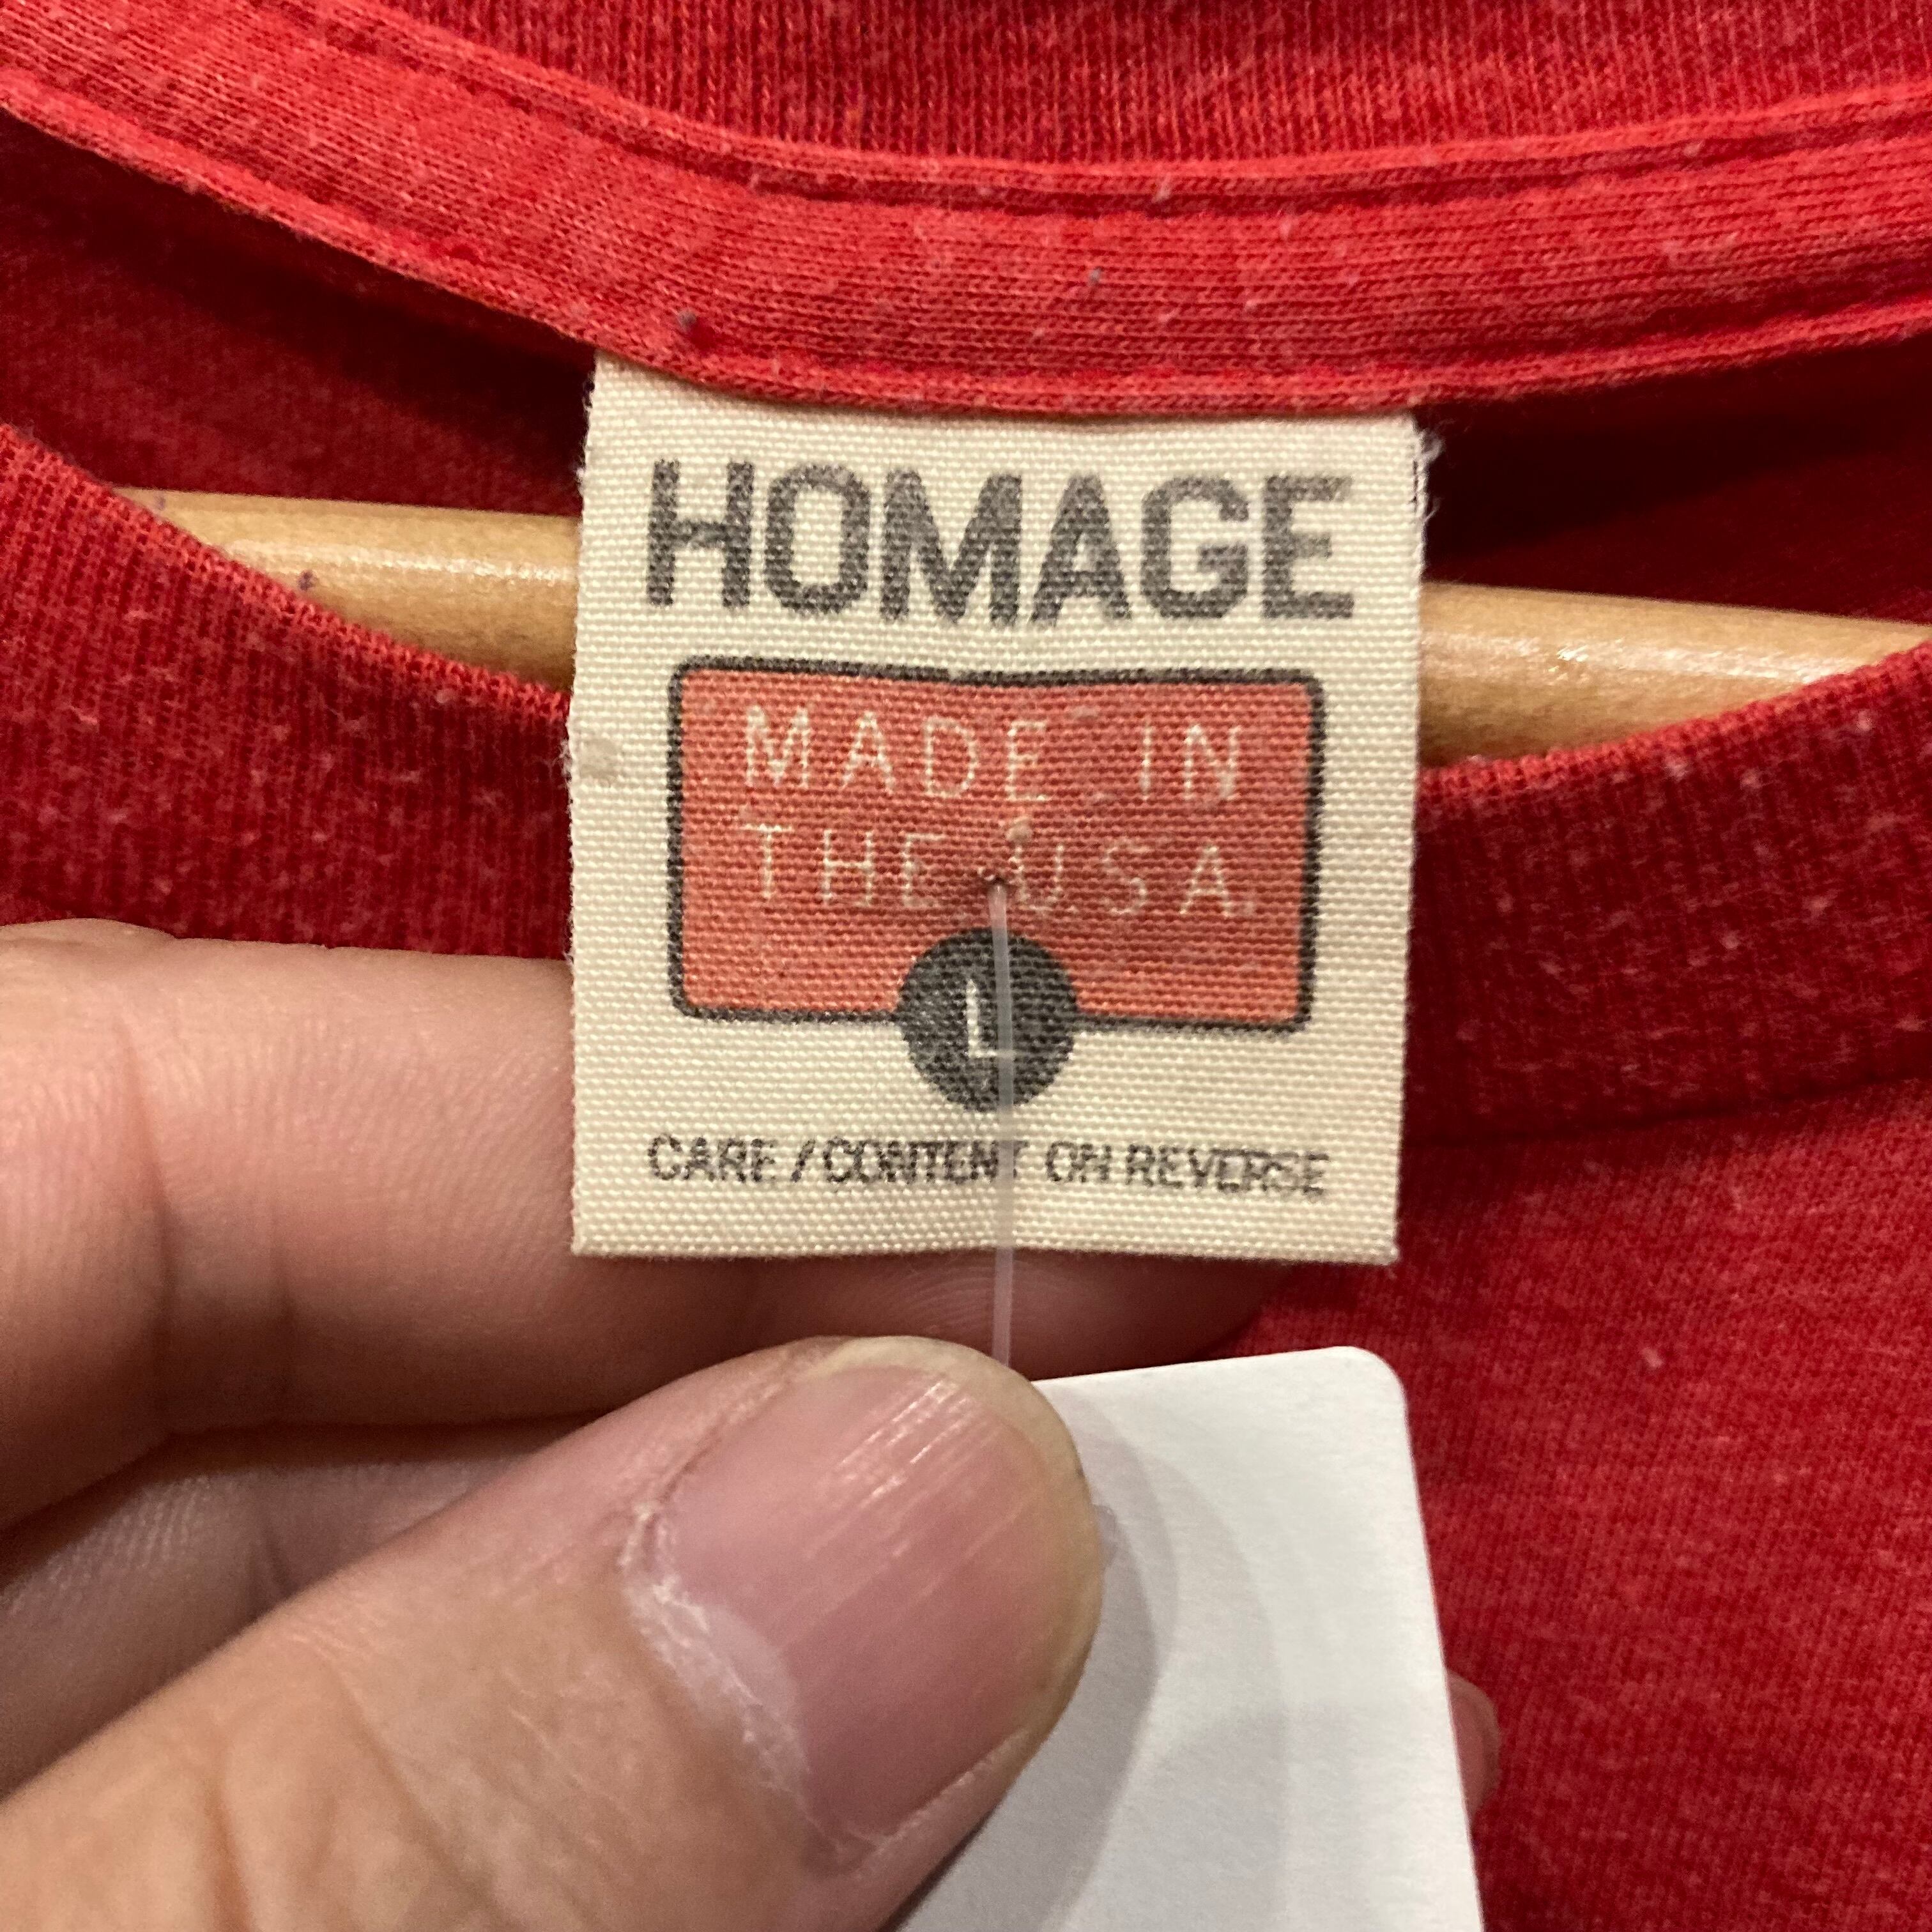 HOMAGE
MADE IN
THE U.S.A.
L
CARE / CONTENT ON REVERSE